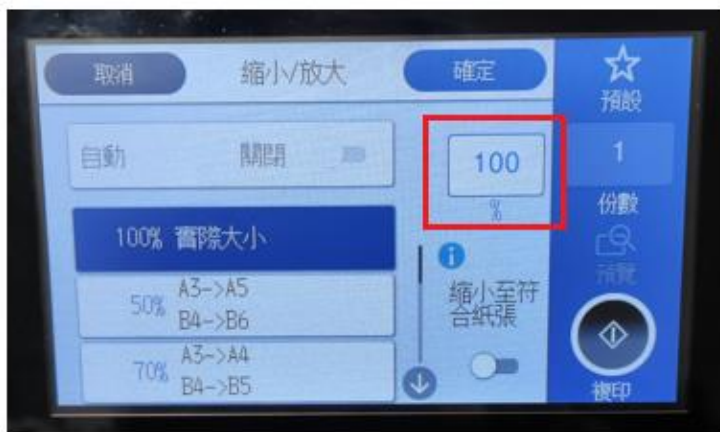 取消
縮小/放大
確定
預設
自動
關閉
100
%
1
份數
100% 實際大小
預覽
50%
A3->A5
B4->B6
縮小至符
合紙張
70%
A3->A4
B4->B5
複印